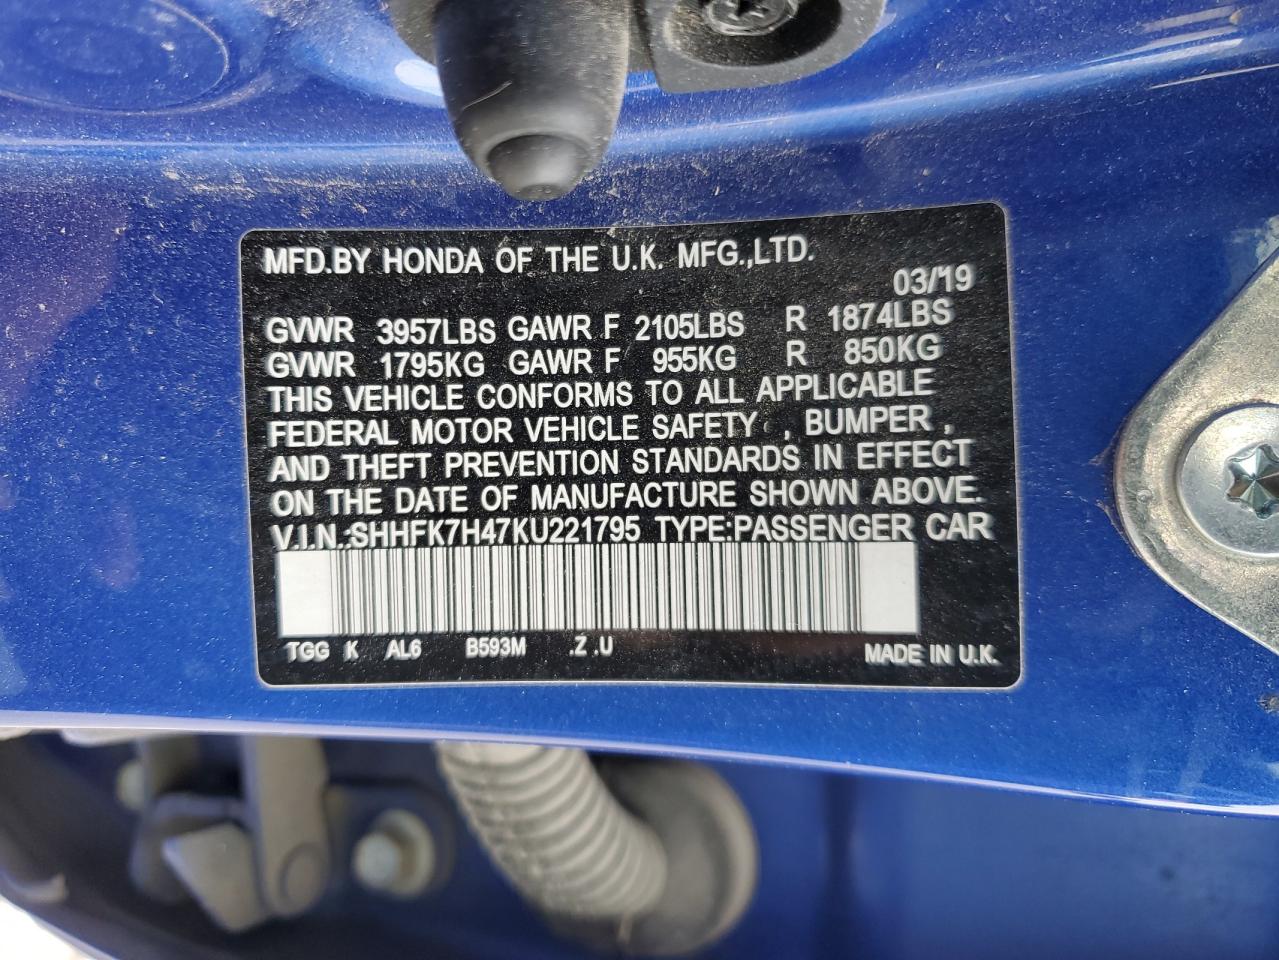 MFD.BY HONDA OF THE U.K. MFG.,LTD.
03/19
GVWR 3957LBS GAWR F 2105LBS R 1874LBS
GVWR 1795KG GAWR F 955KG R 850KG
THIS VEHICLE CONFORMS TO ALL APPLICABLE
FEDERAL MOTOR VEHICLE SAFETY , BUMPER ,
AND THEFT PREVENTION STANDARDS IN EFFECT
ON THE DATE OF MANUFACTURE SHOWN ABOVE.
V.I.N.:SHHFK7H47KU221795 TYPE:PASSENGER CAR
TGG K AL6 B593M .Z .U MADE IN U.K.